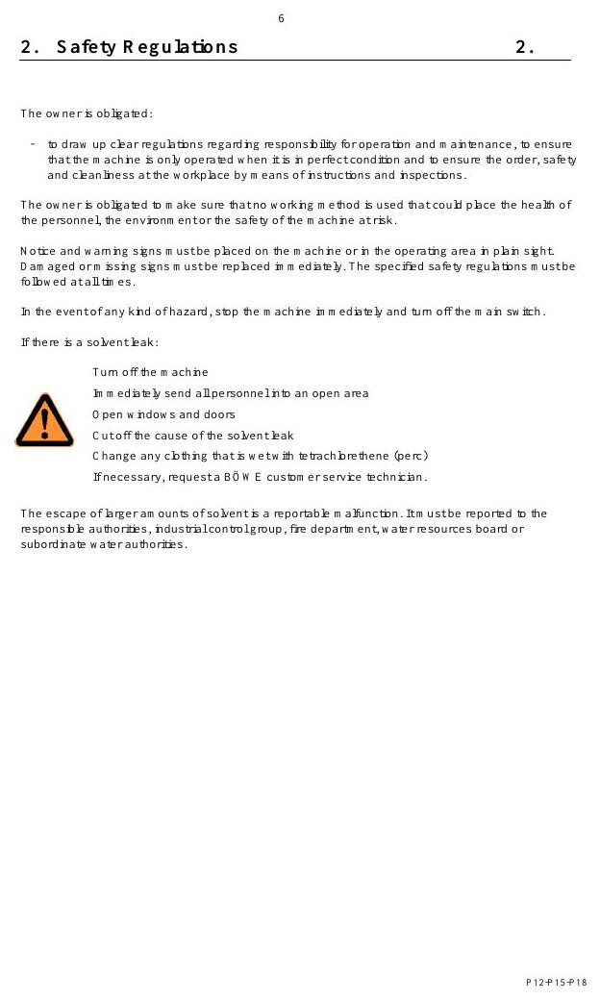 6
2. Safety Regulations 2.
The owner is obligated:
- to draw up clear regulations regarding responsibility for operation and maintenance, to ensure
that the machine is only operated when it is in perfect condition and to ensure the order, safety
and cleanliness at the workplace by means of instructions and inspections.
The owner is obligated to make sure that no working method is used that could place the health of
the personnel, the environment or the safety of the machine at risk.
Notice and warning signs must be placed on the machine or in the operating area in plain sight.
Damaged or missing signs must be replaced immediately. The specified safety regulations must be
followed at all times.
In the event of any kind of hazard, stop the machine immediately and turn off the main switch.
If there is a solvent leak:
Turn off the machine
Immediately send all personnel into an open area
Open windows and doors
Cut off the cause of the solvent leak
Change any clothing that is wet with tetrachlorethene (perc)
If necessary, request a BÖWE customer service technician.
The escape of larger amounts of solvent is a reportable malfunction. It must be reported to the
responsible authorities, industrial control group, fire department, water resources board or
subordinate water authorities.
P12-P15-P18